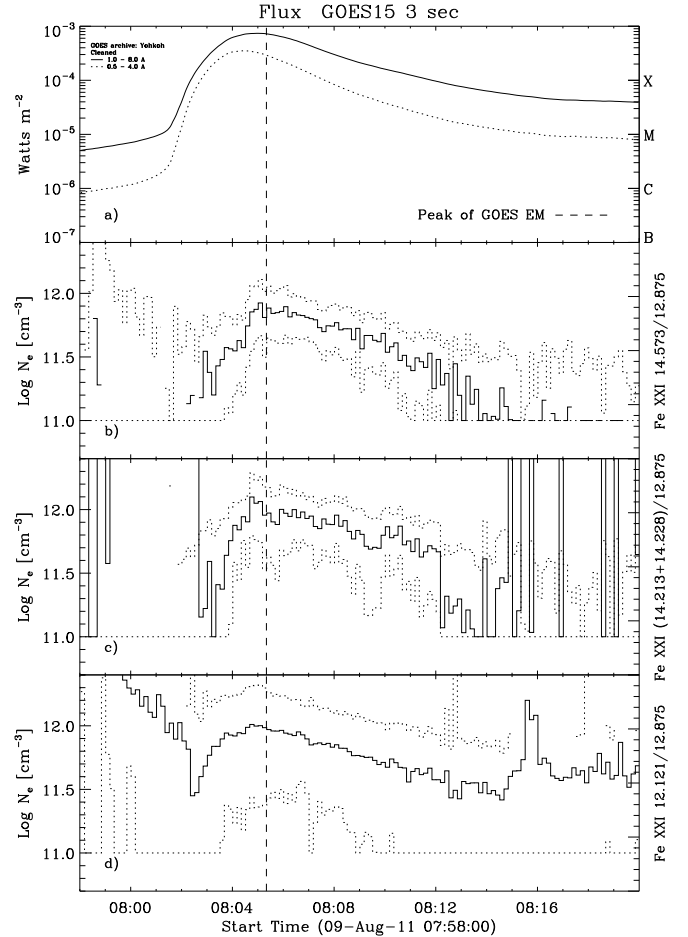 Flux GOES15 3 sec
GOES archive: Yohkoh
Cleaned
1.0 - 8.0 A
0.5 - 4.0 A
Watts m−2
10−3
10−4
10−5
10−6
10−7
X
M
C
B
a)
Peak of GOES EM
Log Ne [cm−3]
12.0
11.5
11.0
b)
Fe XXI 14.573/12.875
Log Ne [cm−3]
12.0
11.5
11.0
c)
Fe XXI (14.213+14.228)/12.875
Log Ne [cm−3]
12.0
11.5
11.0
d)
Fe XXI 12.121/12.875
08:00 08:04 08:08 08:12 08:16
Start Time (09-Aug-11 07:58:00)